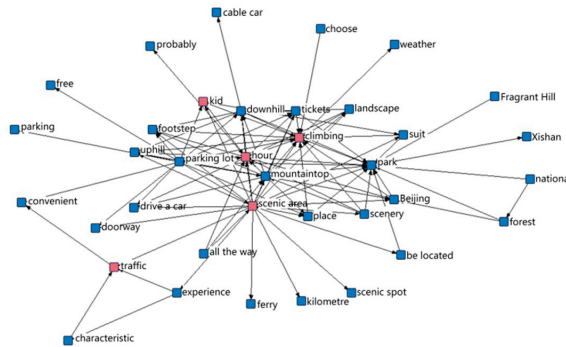 cable car
choose
probably
weather
free
kid
downhill
tickets
landscape
Fragrant Hill
parking
footstep
climbing
suit
Xishan
uphill
parking lot
hour
park
mountaintop
national
convenient
drive a car
scenic area
Beijing
doorway
place
scenery
forest
all the way
be located
traffic
experience
ferry
kilometre
scenic spot
characteristic